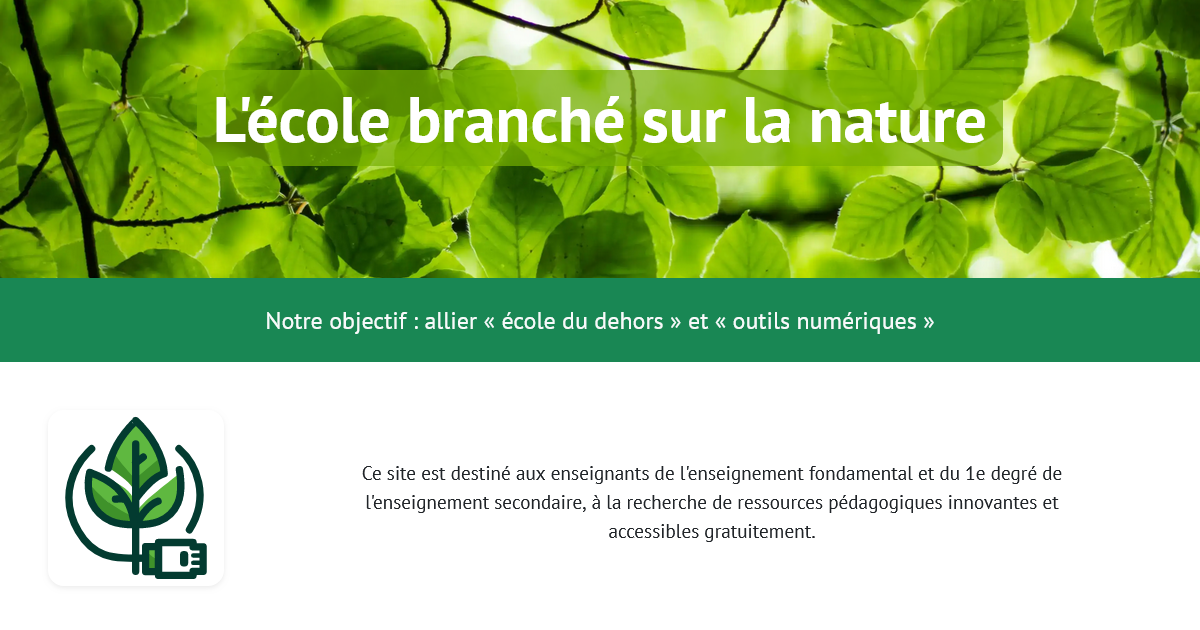 L'école branché sur la nature
Notre objectif : allier « école du dehors » et « outils numériques »
Ce site est destiné aux enseignants de l'enseignement fondamental et du 1e degré de
l'enseignement secondaire, à la recherche de ressources pédagogiques innovantes et
accessibles gratuitement.